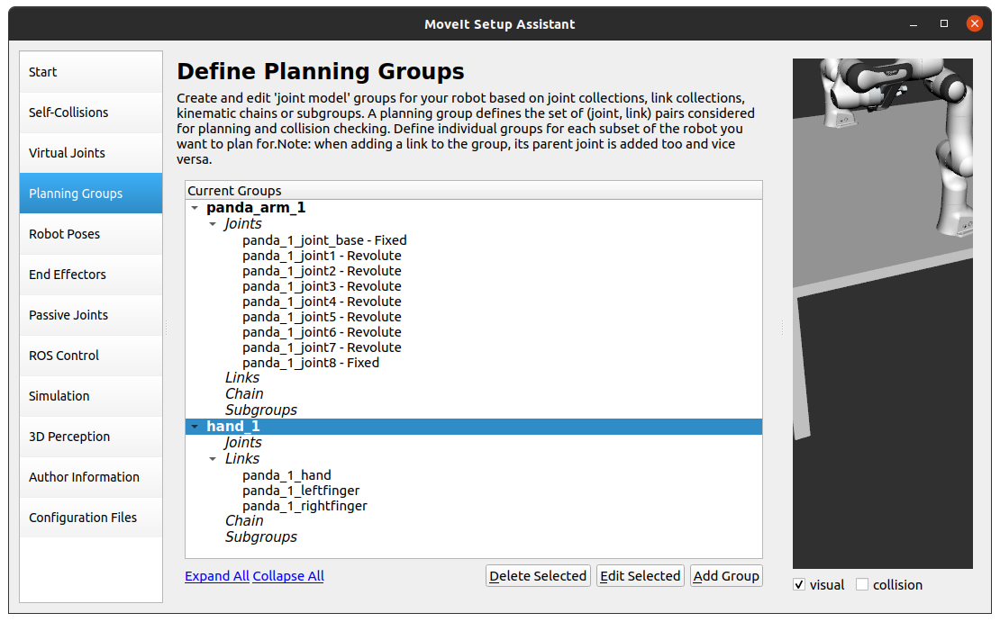 MoveIt Setup Assistant
Start
Self-Collisions
Virtual Joints
Planning Groups
Robot Poses
End Effectors
Passive Joints
ROS Control
Simulation
3D Perception
Author Information
Configuration Files
Define Planning Groups
Create and edit 'joint model' groups for your robot based on joint collections, link collections,
kinematic chains or subgroups. A planning group defines the set of (joint, link) pairs considered
for planning and collision checking. Define individual groups for each subset of the robot you
want to plan for.Note: when adding a link to the group, its parent joint is added too and vice
versa.
Current Groups
panda_arm_1
Joints
panda_1_joint_base - Fixed
panda_1_joint1 - Revolute
panda_1_joint2 - Revolute
panda_1_joint3 - Revolute
panda_1_joint4 - Revolute
panda_1_joint5 - Revolute
panda_1_joint6 - Revolute
panda_1_joint7 - Revolute
panda_1_joint8 - Fixed
Links
Chain
Subgroups
hand_1
Joints
Links
panda_1_hand
panda_1_leftfinger
panda_1_rightfinger
Chain
Subgroups
Expand All Collapse All
Delete Selected
Edit Selected
Add Group
visual
collision